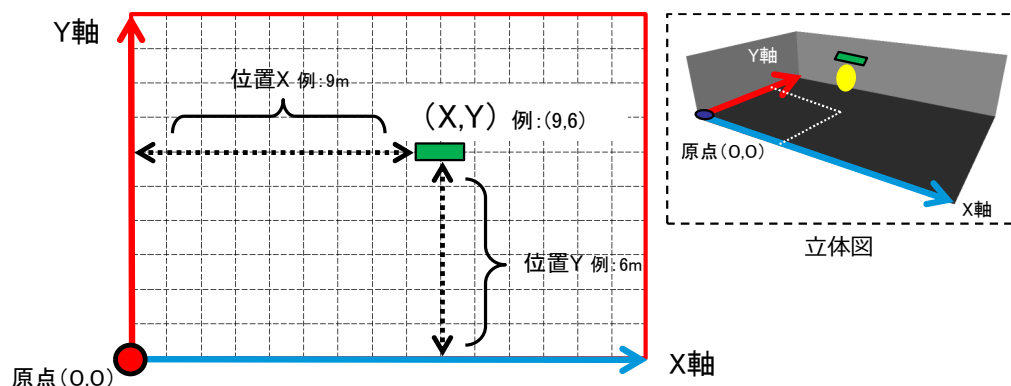 Y軸
位置X 例:9m
(X,Y) 例:(9,6)
位置Y 例:6m
X軸
原点(0,0)
Y軸
原点(0,0)
X軸
立体図